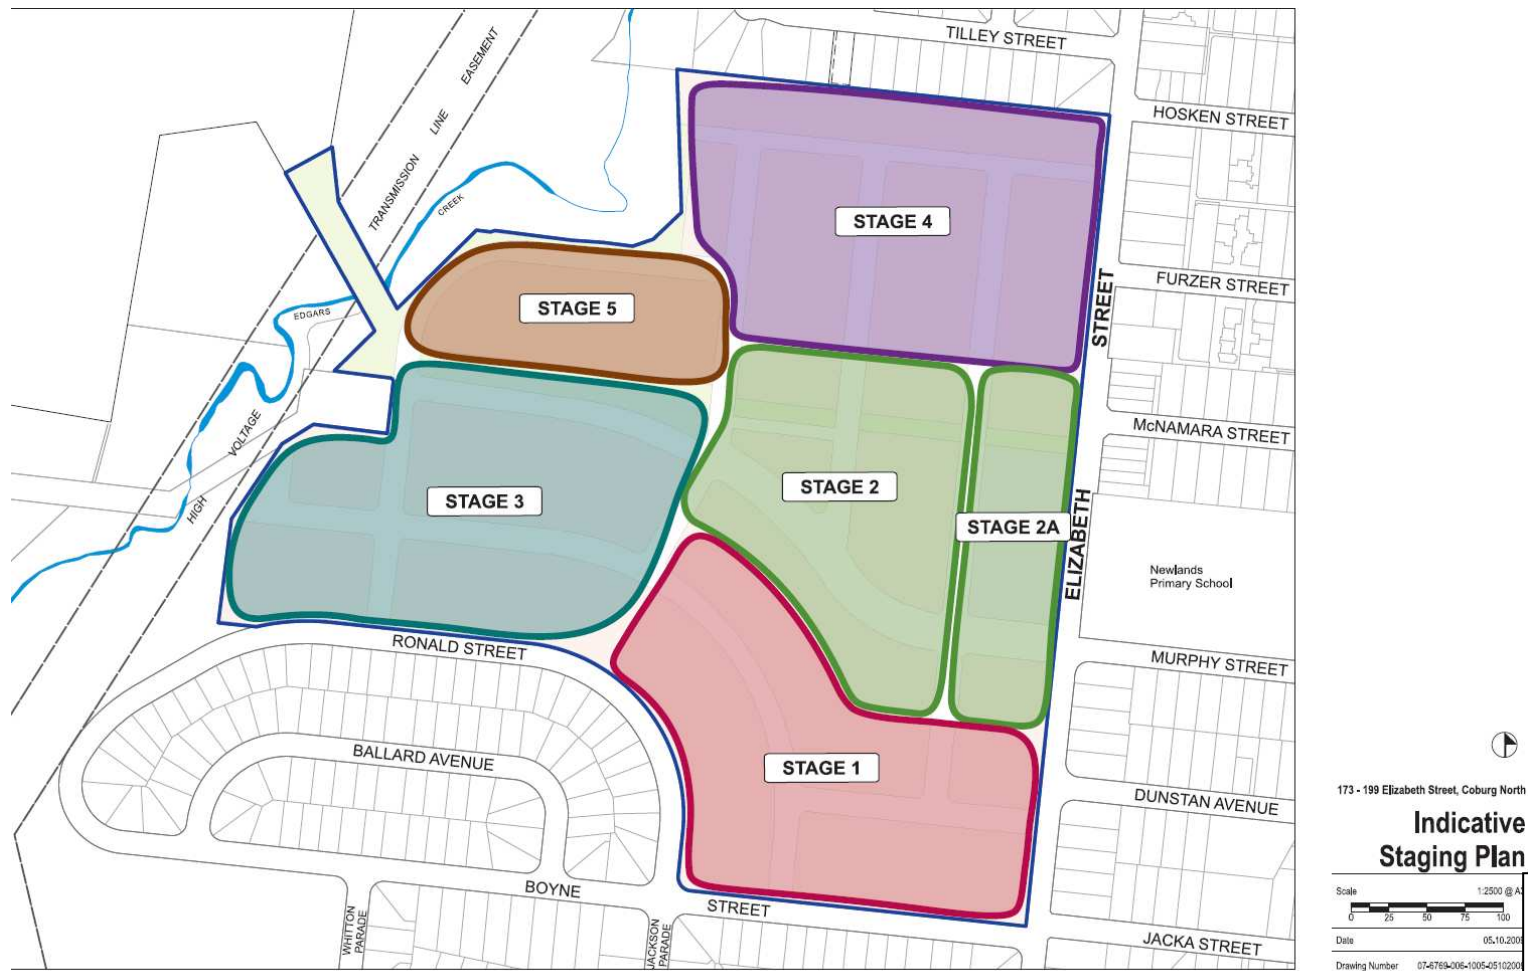 TILLEY STREET
HOSKEN STREET
FURZER STREET
McNAMARA STREET
MURPHY STREET
DUNSTAN AVENUE
JACKA STREET
ELIZABETH STREET
Newlands
Primary School
HIGH VOLTAGE TRANSMISSION LINE EASEMENT
EDGARS CREEK
STAGE 4
STAGE 5
STAGE 3
STAGE 2
STAGE 2A
STAGE 1
RONALD STREET
BALLARD AVENUE
BOYNE STREET
WHITTON
PARADE
JACKSON
PARADE
173 - 199 Elizabeth Street, Coburg North
Indicative
Staging Plan
Scale 1:2500 @
0 25 50 75 100
Date
Drawing Number